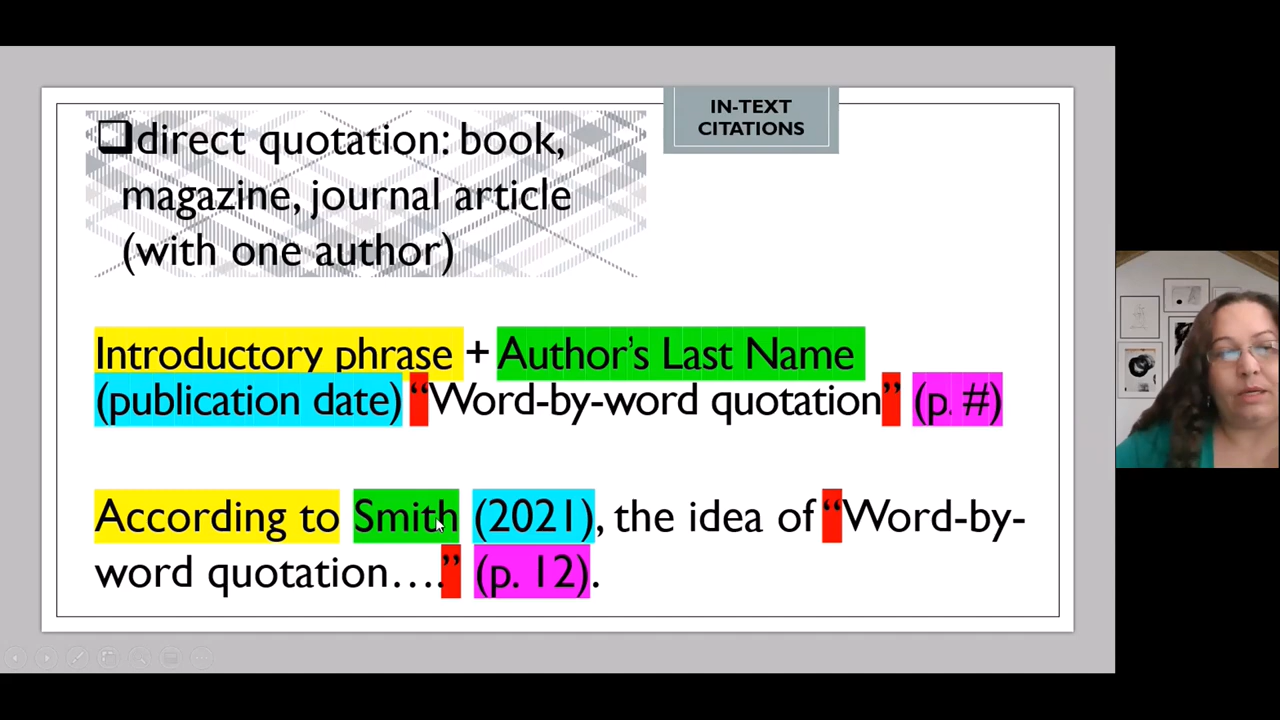 IN-TEXT
CITATIONS
❑direct quotation: book,
magazine, journal article
(with one author)
Introductory phrase + Author’s Last Name
(publication date) “Word-by-word quotation” (p. #)
According to Smith (2021), the idea of “Word-by-
word quotation….” (p. 12).